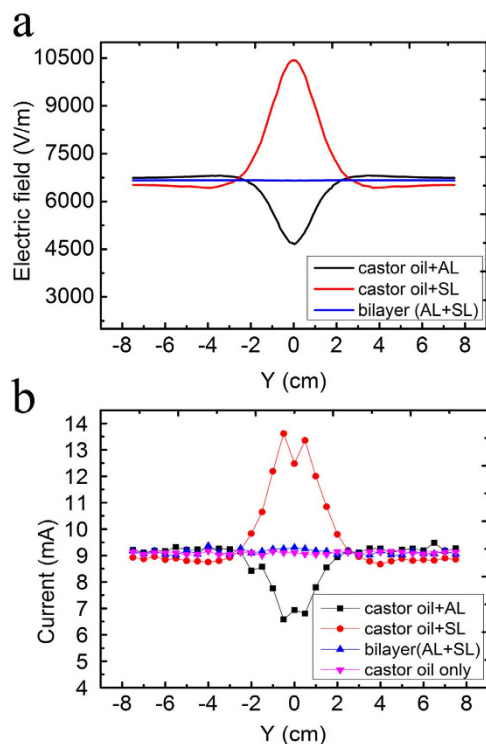 a
10500
9000
7500
6000
4500
3000
Electric field (V/m)
castor oil+AL
castor oil+SL
bilayer (AL+SL)
-8 -6 -4 -2 0 2 4 6 8
Y (cm)
b
14
13
12
11
10
9
8
7
6
5
4
Current (mA)
castor oil+AL
castor oil+SL
bilayer(AL+SL)
castor oil only
-8 -6 -4 -2 0 2 4 6 8
Y (cm)